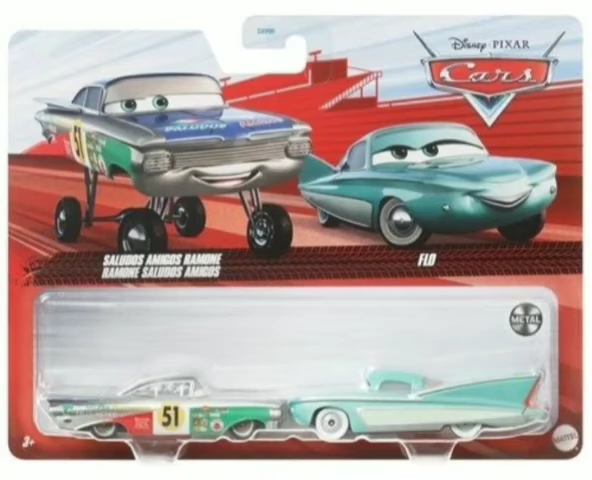 Disney PIXAR
Cars
51
SALUDOS AMIGOS RAMONE
RAMONE SALUDOS AMIGOS
FLO
METAL
51
3+
MATTEL